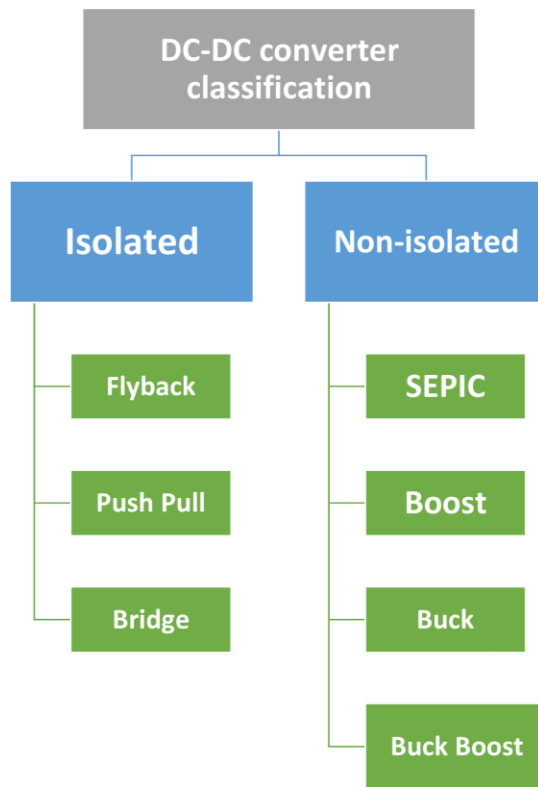 DC-DC converter
classification
Isolated
Non-isolated
Flyback
Push Pull
Bridge
SEPIC
Boost
Buck
Buck Boost